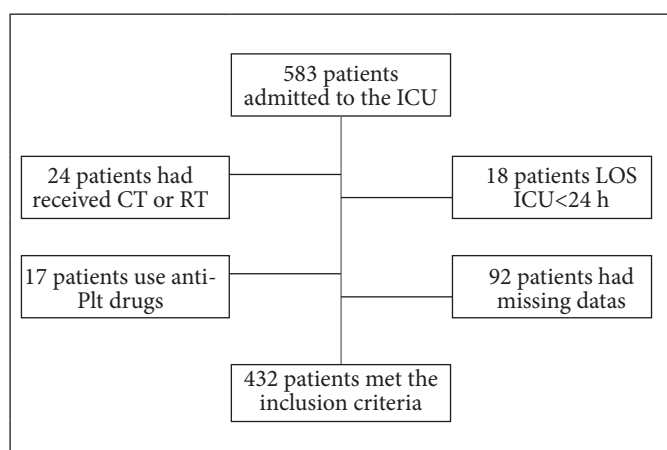 583 patients
admitted to the ICU
24 patients had
received CT or RT
18 patients LOS
ICU<24 h
17 patients use anti-
Plt drugs
92 patients had
missing datas
432 patients met the
inclusion criteria